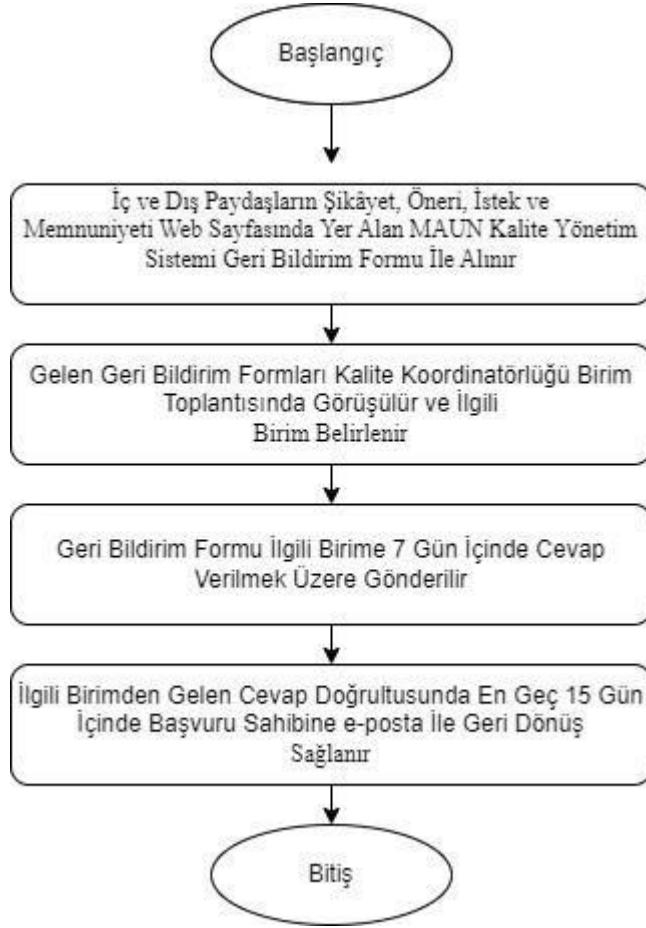 Başlangıç
İç ve Dış Paydaşların Şikâyet, Öneri, İstek ve
Memnuniyeti Web Sayfasında Yer Alan MAUN Kalite Yönetim
Sistemi Geri Bildirim Formu İle Alınır
Gelen Geri Bildirim Formları Kalite Koordinatörlüğü Birim
Toplantısında Görüşülür ve İlgili
Birim Belirlenir
Geri Bildirim Formu İlgili Birime 7 Gün İçinde Cevap
Verilmek Üzere Gönderilir
İlgili Birimden Gelen Cevap Doğrultusunda En Geç 15 Gün
İçinde Başvuru Sahibine e-posta İle Geri Dönüş
Sağlanır
Bitiş